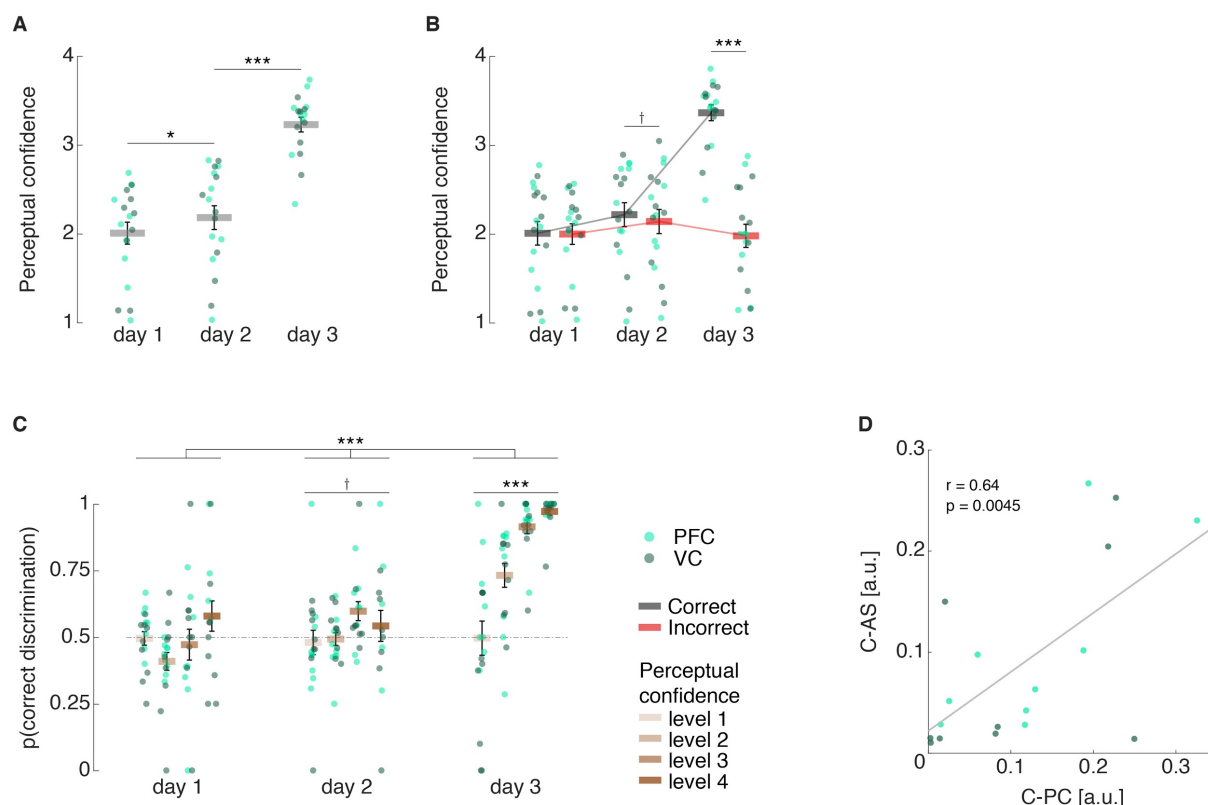 A
Perceptual confidence
4
3
2
1
*
***
day 1
day 2
day 3
B
Perceptual confidence
4
3
2
1
†
***
day 1
day 2
day 3
C
p(correct discrimination)
1
0.75
0.5
0.25
0
***
†
***
day 1
day 2
day 3
PFC
VC
Correct
Incorrect
Perceptual
confidence
level 1
level 2
level 3
level 4
D
C-AS [a.u.]
0.3
0.2
0.1
0
r = 0.64
p = 0.0045
0.1
0.2
0.3
C-PC [a.u.]